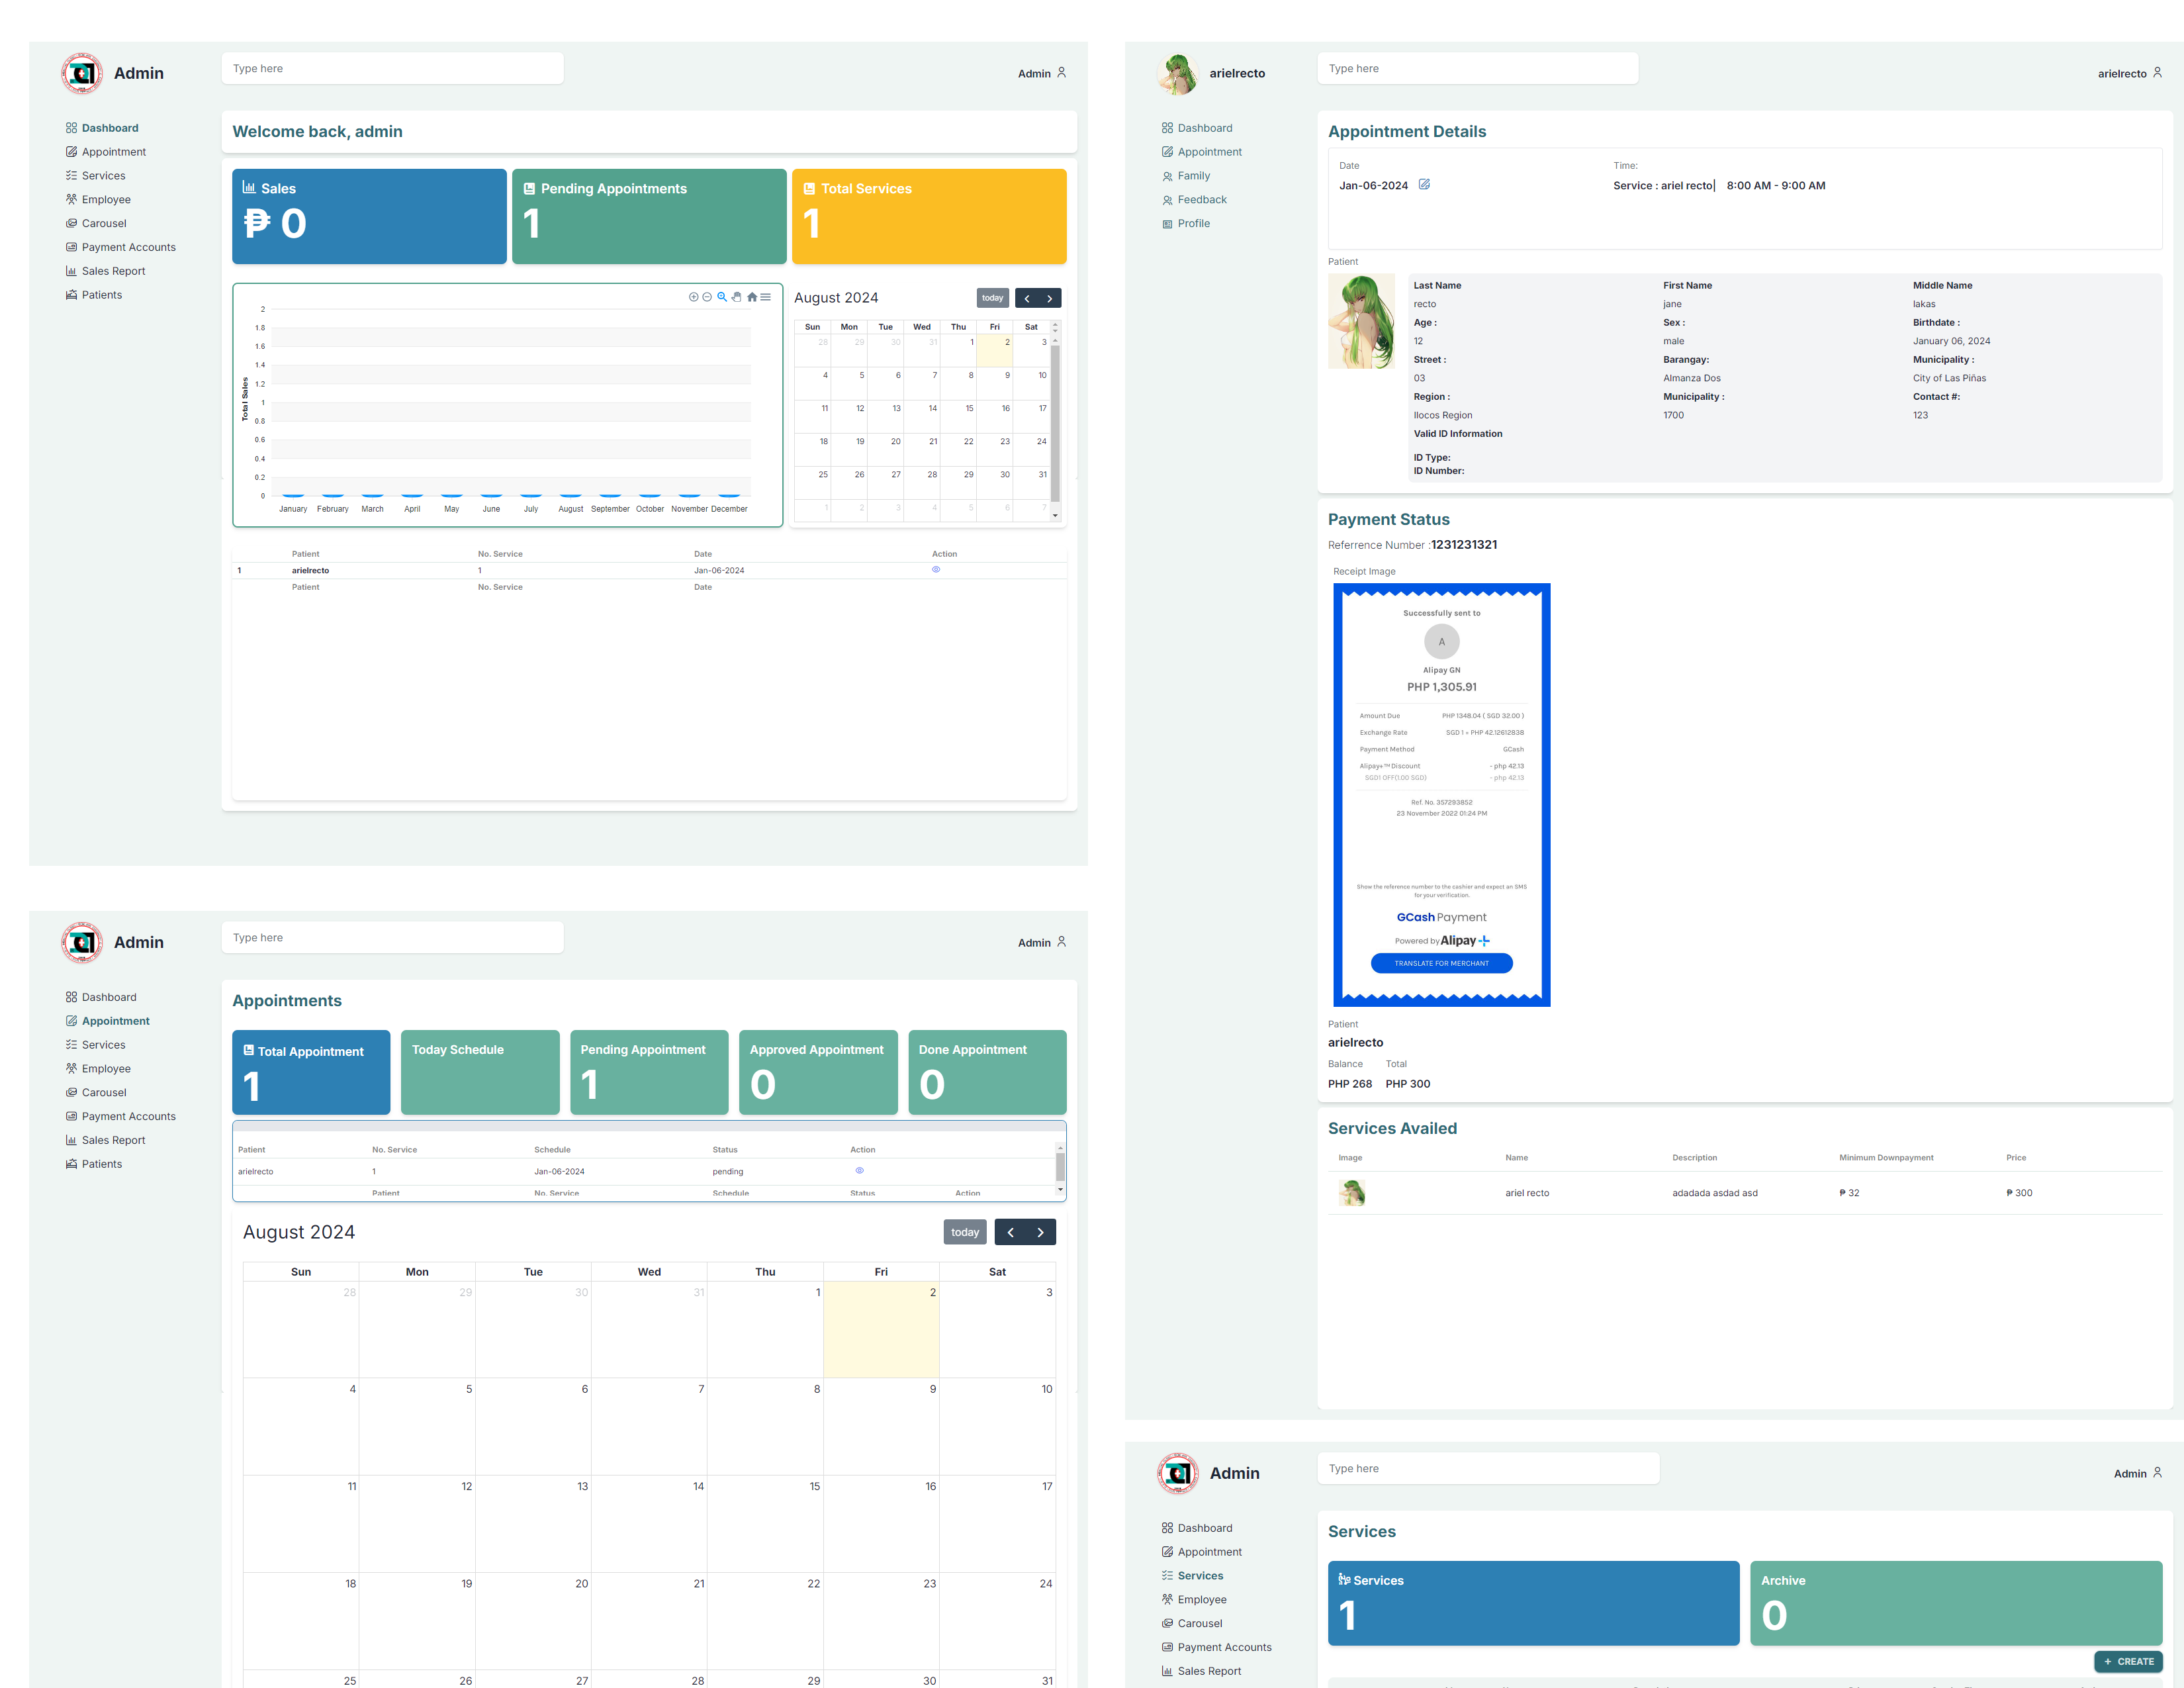 Admin
Type here
Admin
Dashboard
Appointment
Services
Employee
Carousel
Payment Accounts
Sales Report
Patients
Welcome back, admin
Sales
₱ 0
Pending Appointments
1
Total Services
1
Total Sales
2
1.8
1.6
1.4
1.2
1
0.8
0.6
0.4
0.2
0
January February March April May June July August September October November December
August 2024
today
Sun Mon Tue Wed Thu Fri Sat
28 29 30 31 1 2 3
4 5 6 7 8 9 10
11 12 13 14 15 16 17
18 19 20 21 22 23 24
25 26 27 28 29 30 31
1 2 3 4 5 6 7
Patient No. Service Date Action
1 arielrecto 1 Jan-06-2024
Patient No. Service Date
Admin
Type here
Admin
Dashboard
Appointment
Services
Employee
Carousel
Payment Accounts
Sales Report
Patients
Appointments
Total Appointment
1
Today Schedule
Pending Appointment
1
Approved Appointment
0
Done Appointment
0
Patient No. Service Schedule Status Action
arielrecto 1 Jan-06-2024 pending
Patient No. Service Schedule Status Action
August 2024
today
Sun Mon Tue Wed Thu Fri Sat
28 29 30 31 1 2 3
4 5 6 7 8 9 10
11 12 13 14 15 16 17
18 19 20 21 22 23 24
25 26 27 28 29 30 31
arielrecto
Type here
arielrecto
Dashboard
Appointment
Family
Feedback
Profile
Appointment Details
Date Time:
Jan-06-2024 Service : ariel recto| 8:00 AM - 9:00 AM
Patient
Last Name First Name Middle Name
recto jane lakas
Age : Sex : Birthdate :
12 male January 06, 2024
Street : Barangay: Municipality :
03 Almanza Dos City of Las Piñas
Region : Municipality : Contact #:
Ilocos Region 1700 123
Valid ID Information
ID Type:
ID Number:
Payment Status
Referrence Number :1231231321
Receipt Image
Successfully sent to
A
Alipay GN
PHP 1,305.91
Amount Due PHP 1348.04 ( SGD 32.00 )
Exchange Rate SGD 1 = PHP 42.12612838
Payment Method GCash
Alipay+™ Discount - php 42.13
SGD1 OFF(1.00 SGD) - php 42.13
Ref. No. 357293852
23 November 2022 01:24 PM
Show the reference number to the cashier and expect an SMS
for your verification.
GCash Payment
Powered by Alipay+
TRANSLATE FOR MERCHANT
Patient
arielrecto
Balance Total
PHP 268 PHP 300
Services Availed
Image Name Description Minimum Downpayment Price
ariel recto adadada asdad asd ₱ 32 ₱ 300
Admin
Type here
Admin
Dashboard
Appointment
Services
Employee
Carousel
Payment Accounts
Sales Report
Services
Services
1
Archive
0
+ CREATE